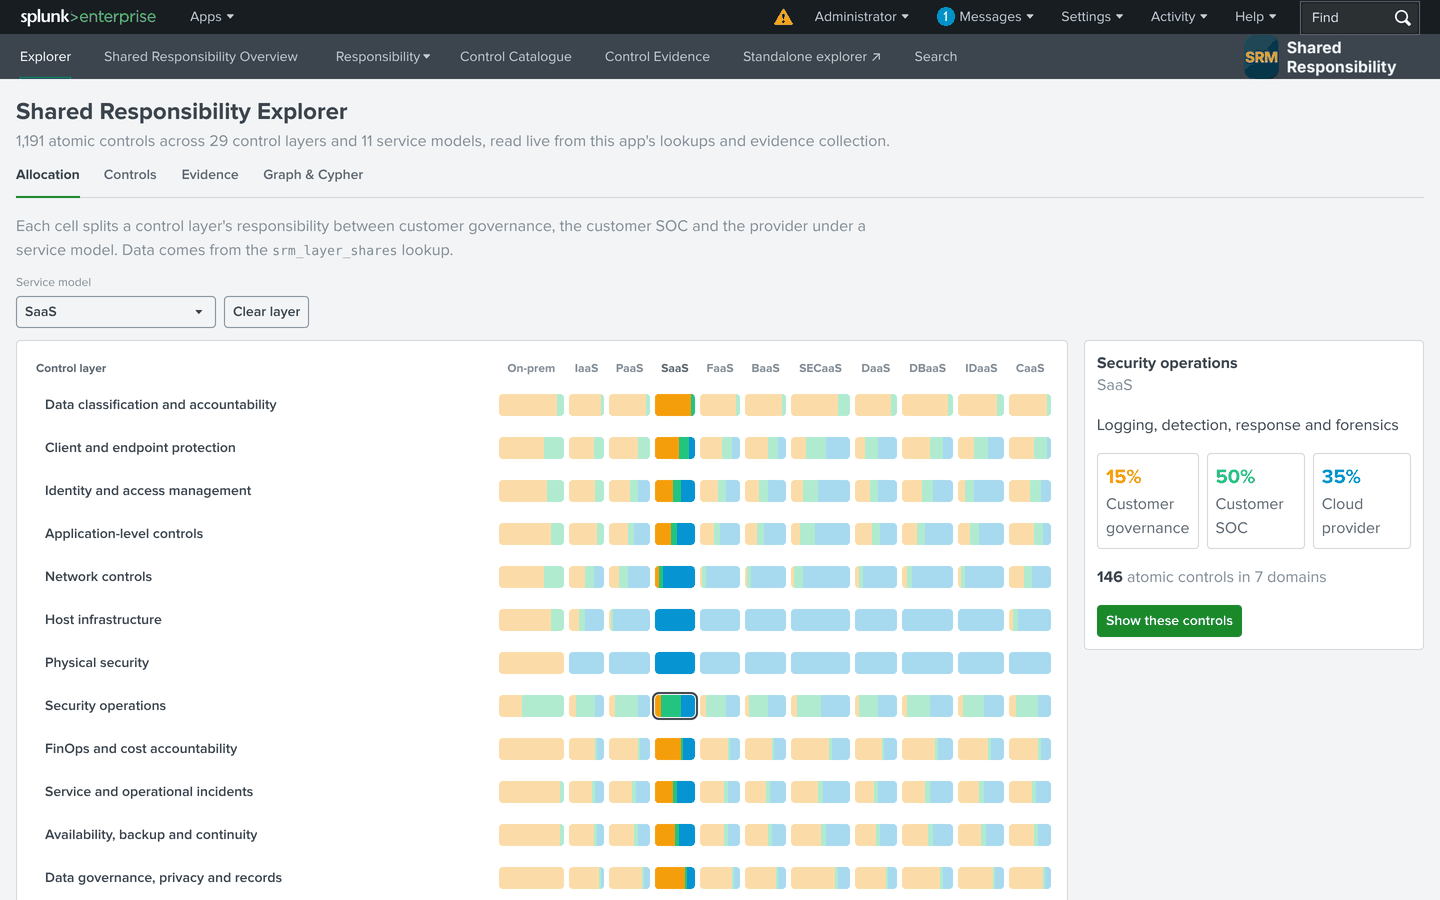 splunk>enterprise
Apps
Administrator
1 Messages
Settings
Activity
Help
Find
Explorer
Shared Responsibility Overview
Responsibility
Control Catalogue
Control Evidence
Standalone explorer ↗
Search
SRM
Shared Responsibility
Shared Responsibility Explorer
1,191 atomic controls across 29 control layers and 11 service models, read live from this app's lookups and evidence collection.
Allocation
Controls
Evidence
Graph & Cypher
Each cell splits a control layer's responsibility between customer governance, the customer SOC and the provider under a
service model. Data comes from the srm_layer_shares lookup.
Service model
SaaS
Clear layer
Control layer
On-prem
IaaS
PaaS
SaaS
FaaS
BaaS
SECaaS
DaaS
DBaaS
IDaaS
CaaS
Data classification and accountability
Client and endpoint protection
Identity and access management
Application-level controls
Network controls
Host infrastructure
Physical security
Security operations
FinOps and cost accountability
Service and operational incidents
Availability, backup and continuity
Data governance, privacy and records
Security operations
SaaS
Logging, detection, response and forensics
15%
Customer
governance
50%
Customer
SOC
35%
Cloud
provider
146 atomic controls in 7 domains
Show these controls